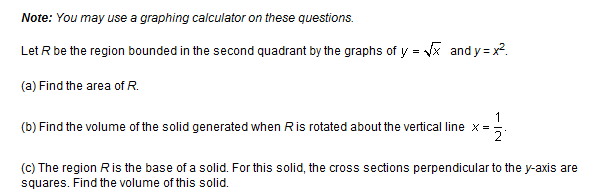 Note: You may use a graphing calculator on these questions.
Let R be the region bounded in the second quadrant by the graphs of y = √x and y = x².
(a) Find the area of R.
(b) Find the volume of the solid generated when R is rotated about the vertical line x = 1/2.
(c) The region R is the base of a solid. For this solid, the cross sections perpendicular to the y-axis are
squares. Find the volume of this solid.